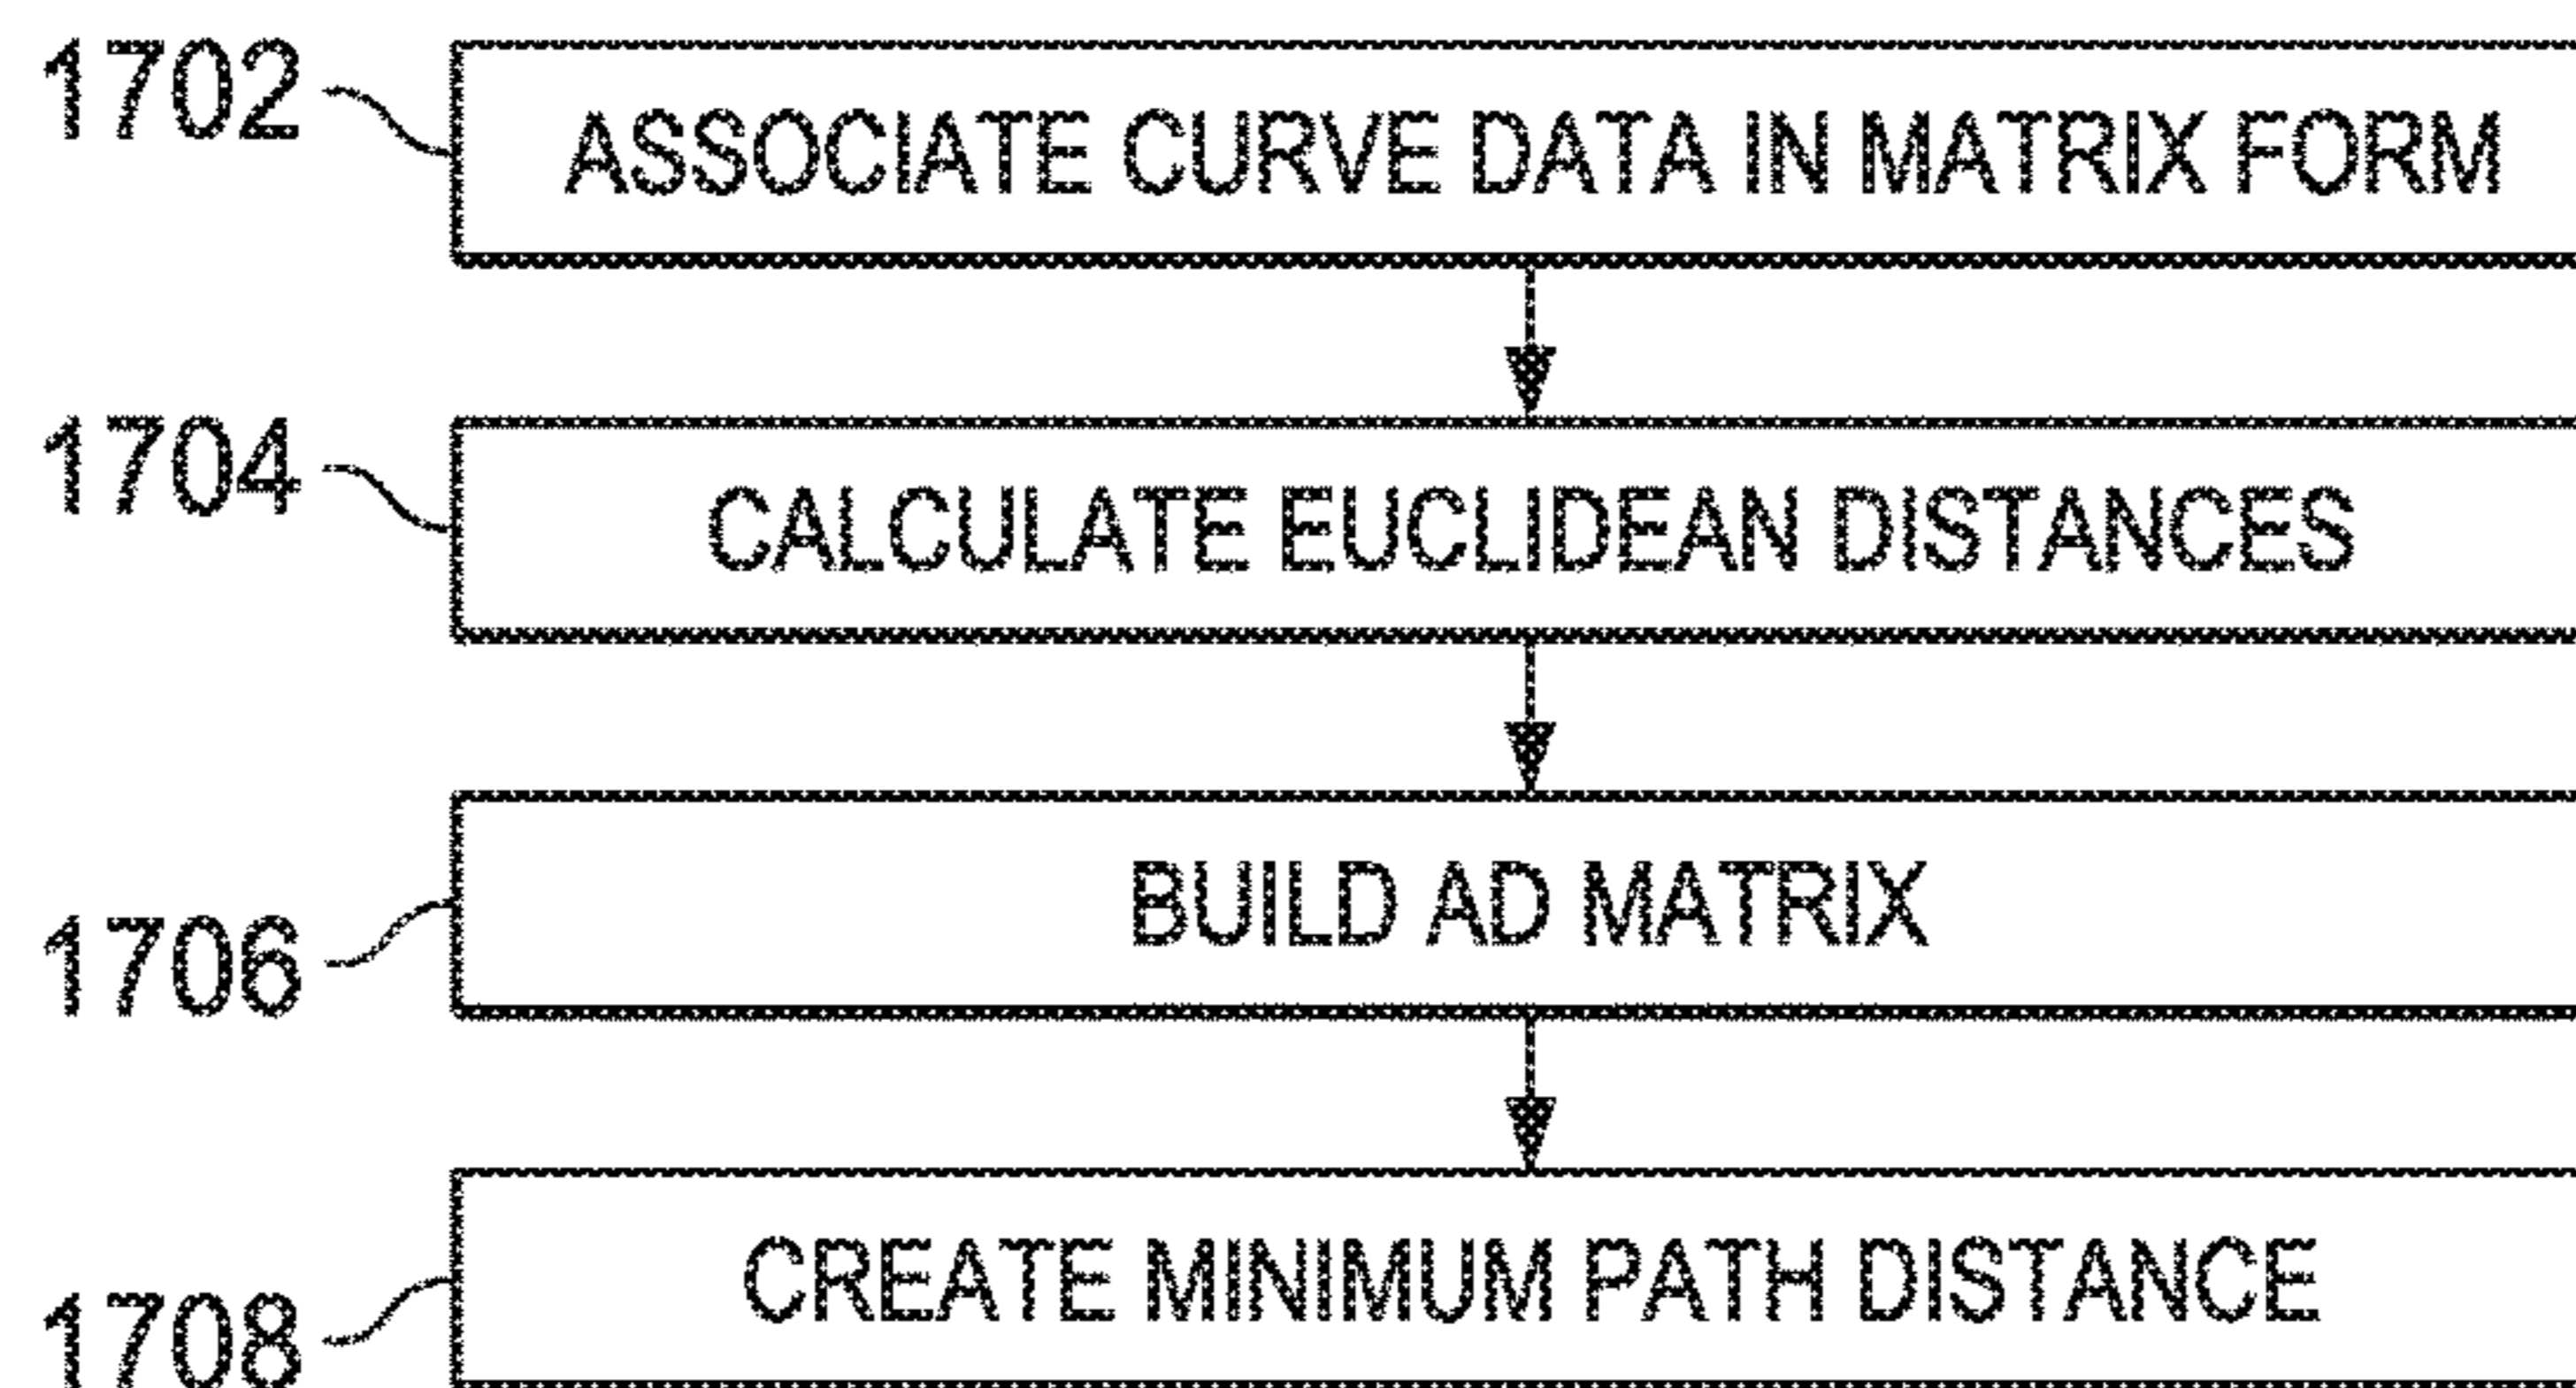 1702 ASSOCIATE CURVE DATA IN MATRIX FORM
1704 CALCULATE EUCLIDEAN DISTANCES
1706 BUILD AD MATRIX
1708 CREATE MINIMUM PATH DISTANCE